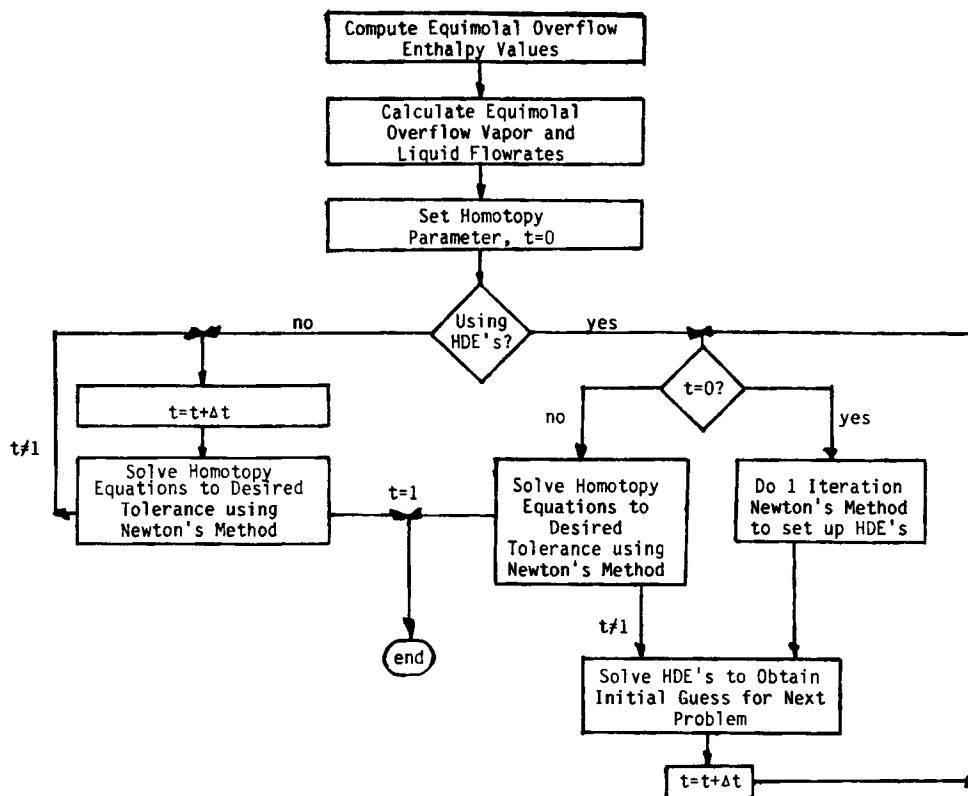 Compute Equimolal Overflow
Enthalpy Values
Calculate Equimolal
Overflow Vapor and
Liquid Flowrates
Set Homotopy
Parameter, t=0
Using
HDE's?
no
yes
t=0?
no
yes
t=t+Δt
t≠1
Solve Homotopy
Equations to Desired
Tolerance using
Newton's Method
t=1
Solve Homotopy
Equations to
Desired
Tolerance using
Newton's Method
Do 1 Iteration
Newton's Method
to set up HDE's
t≠1
end
Solve HDE's to Obtain
Initial Guess for Next
Problem
t=t+Δt